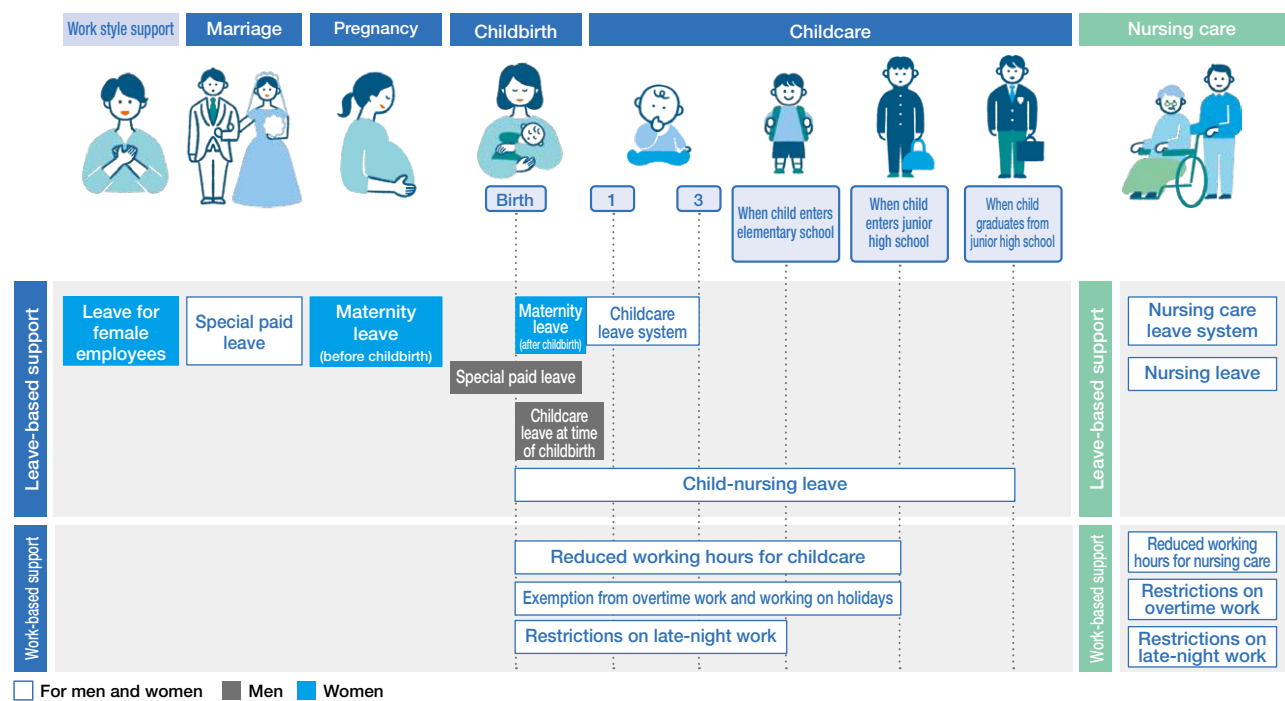 Work style support
Marriage
Pregnancy
Childbirth
Childcare
Nursing care
Birth
1
3
When child enters
elementary school
When child
enters junior
high school
When child
graduates from
junior high school
Leave-based support
Leave for
female
employees
Special paid
leave
Maternity
leave
(before childbirth)
Maternity
leave
(after childbirth)
Childcare
leave system
Special paid leave
Childcare
leave at time
of childbirth
Child-nursing leave
Leave-based support
Nursing care
leave system
Nursing leave
Work-based support
Reduced working hours for childcare
Exemption from overtime work and working on holidays
Restrictions on late-night work
Work-based support
Reduced working
hours for nursing care
Restrictions on
overtime work
Restrictions on
late-night work
For men and women
Men
Women